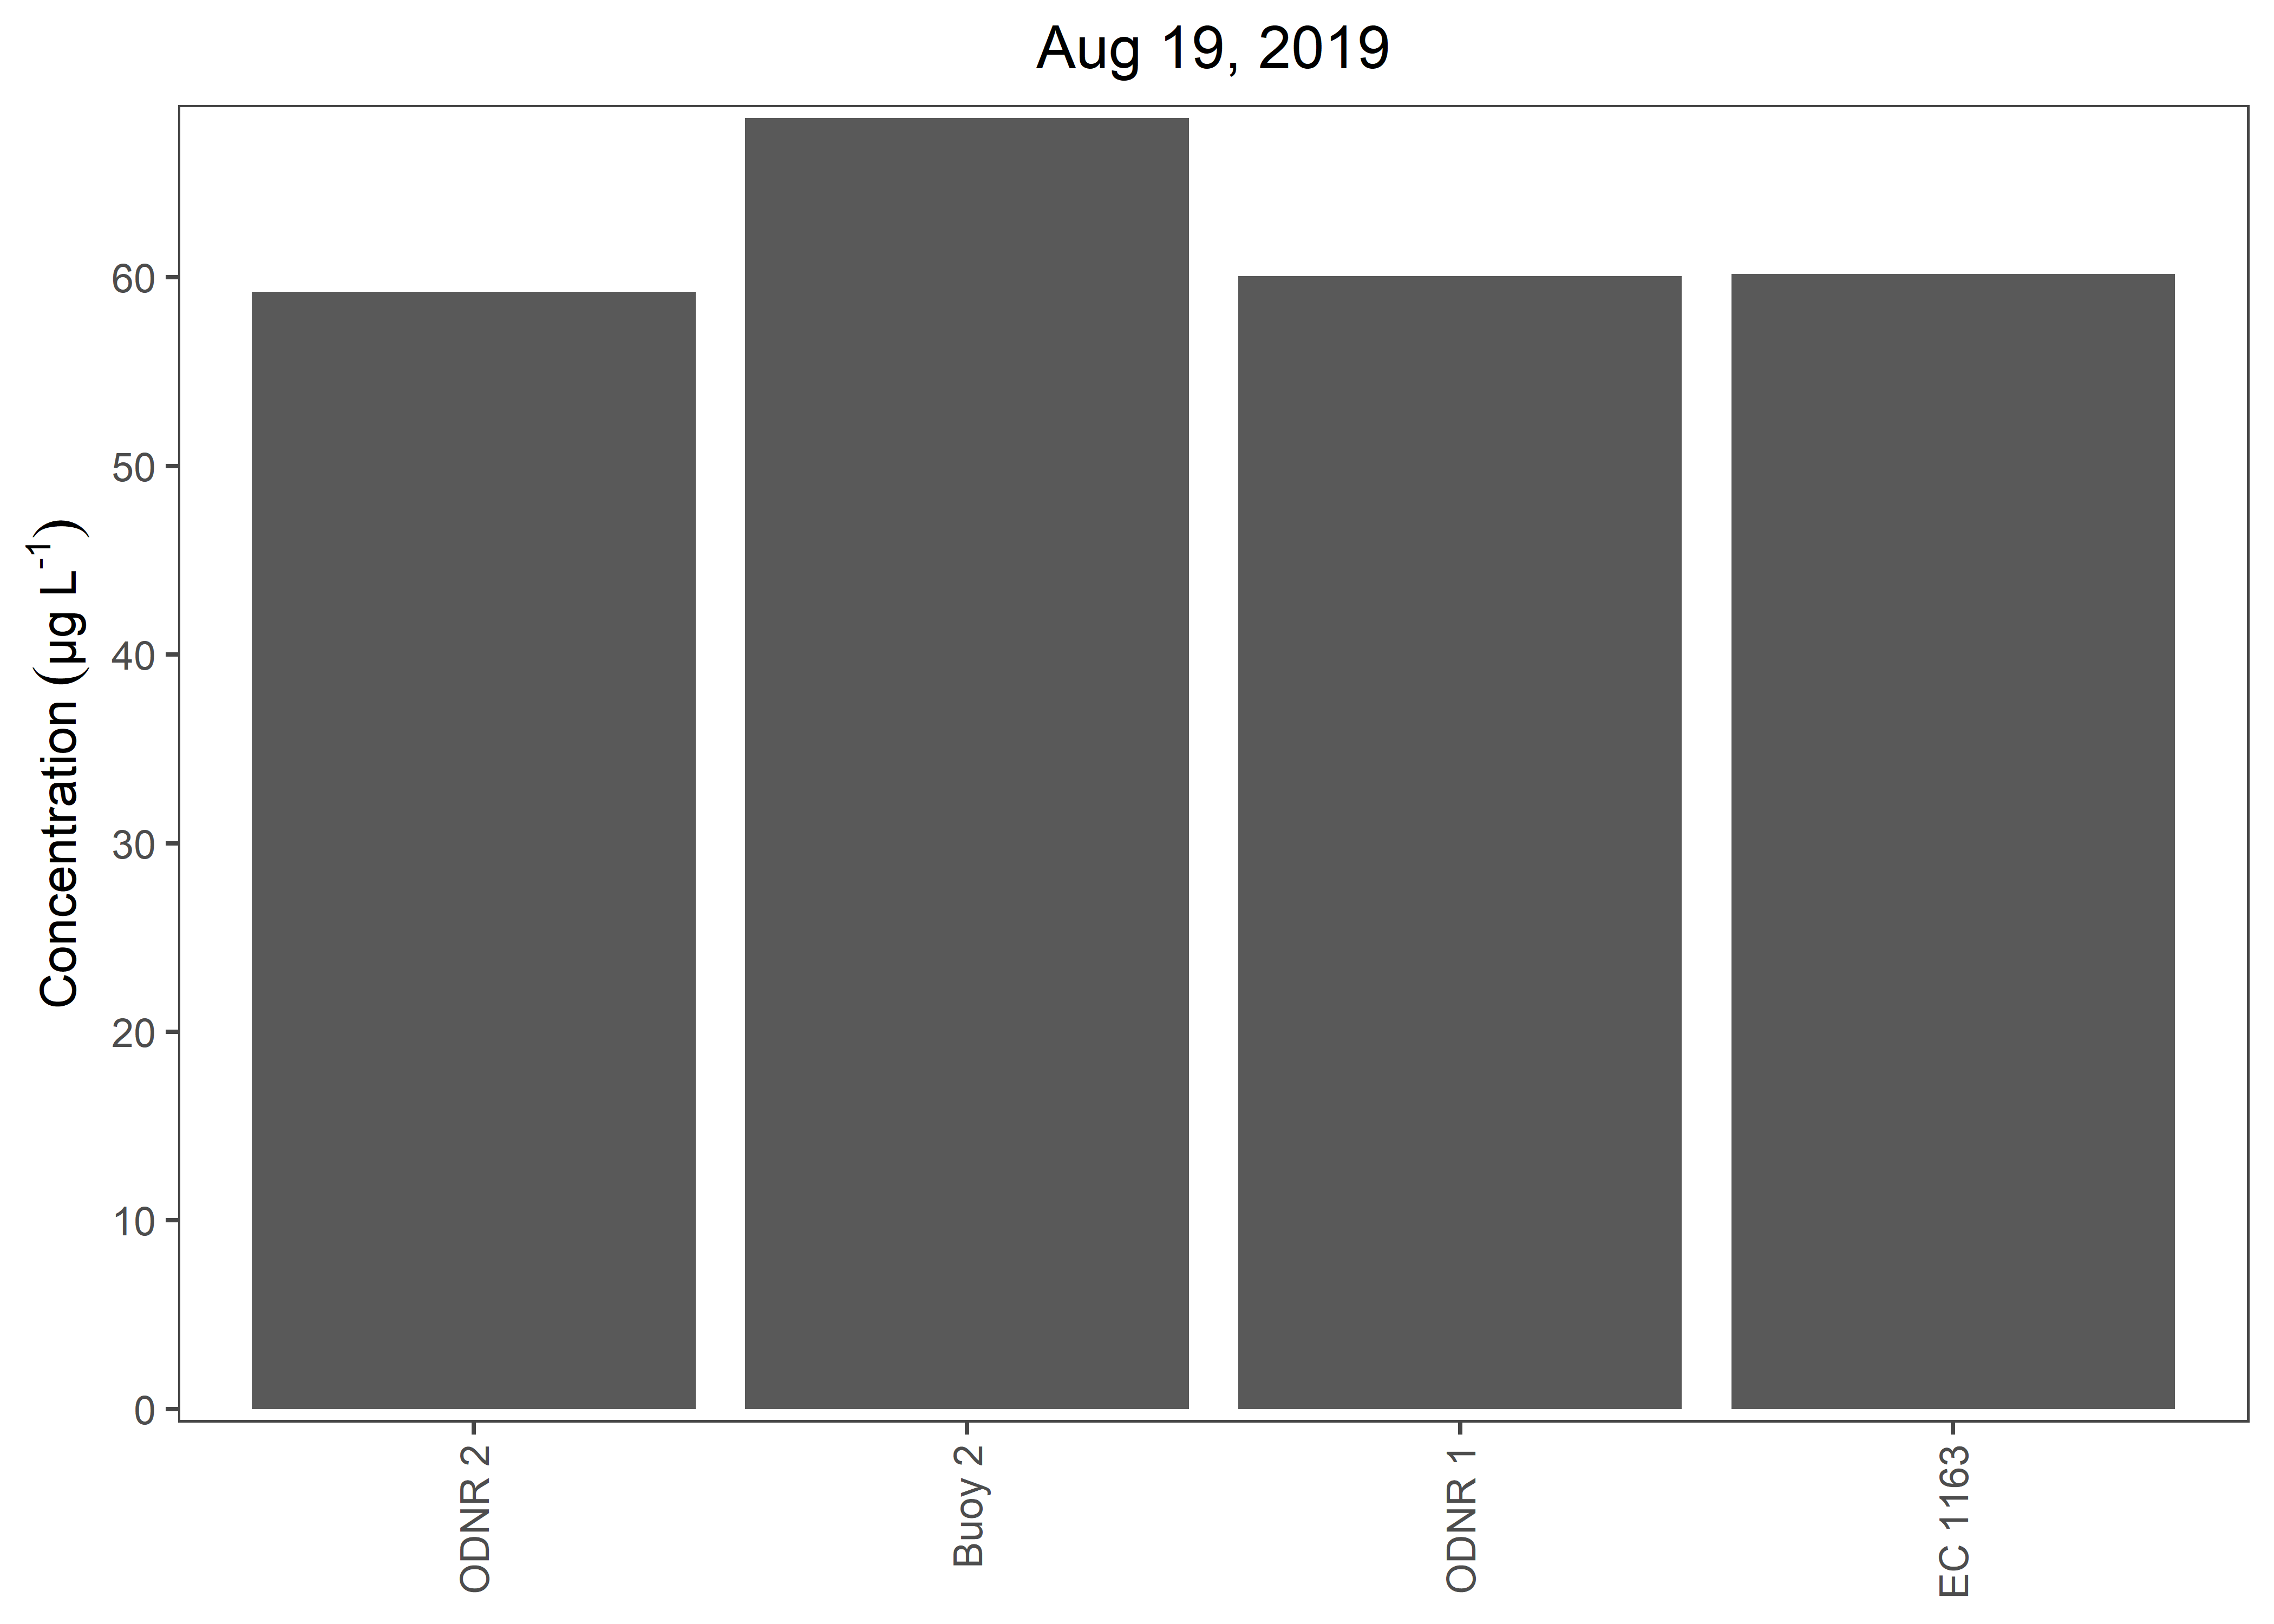 Aug 19, 2019
Concentration (µg L⁻¹)
60
50
40
30
20
10
0
ODNR 2
Buoy 2
ODNR 1
EC 1163